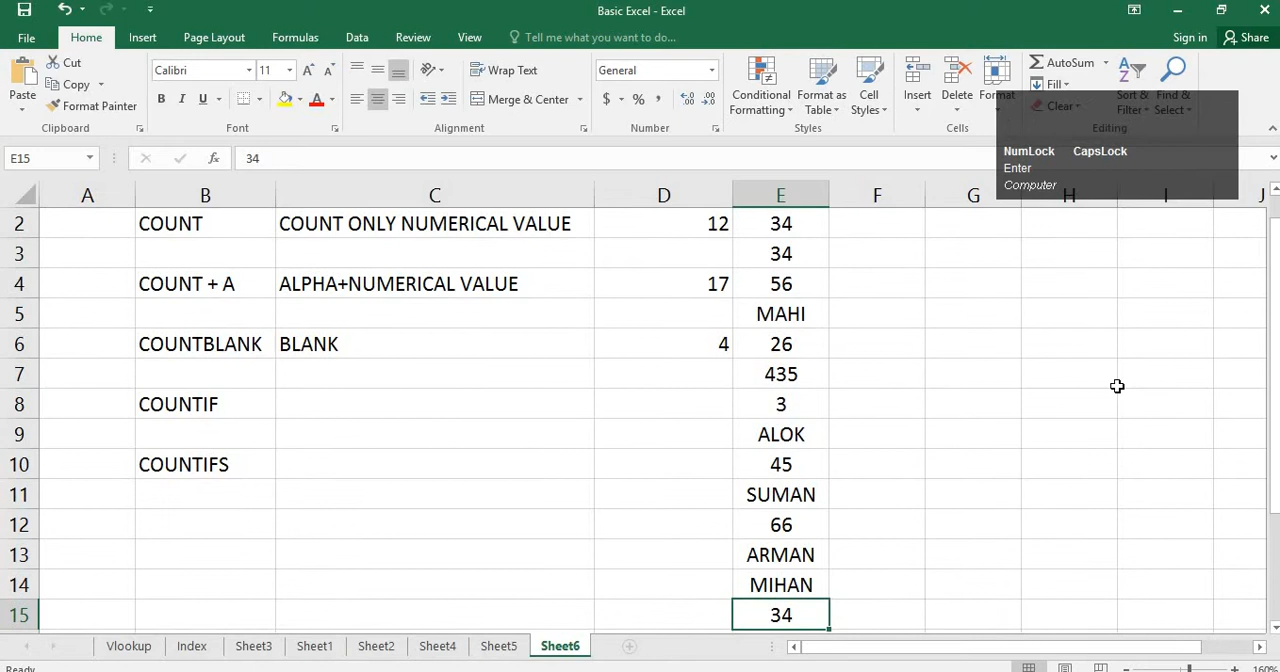 Basic Excel - Excel
File Home Insert Page Layout Formulas Data Review View Tell me what you want to do... Sign in Share
Paste Cut Copy Format Painter Clipboard
Calibri 11 A A B I U A Font
Wrap Text Merge & Center Alignment
General $ % , Number
Conditional Formatting Format as Table Cell Styles Styles
Insert Delete Format Cells
AutoSum Fill Clear Sort & Filter Find & Select Editing
NumLock CapsLock
Enter
Computer
E15 fx 34
A B C D E F G H I J
2 COUNT COUNT ONLY NUMERICAL VALUE 12 34
3 34
4 COUNT + A ALPHA+NUMERICAL VALUE 17 56
5 MAHI
6 COUNTBLANK BLANK 4 26
7 435
8 COUNTIF 3
9 ALOK
10 COUNTIFS 45
11 SUMAN
12 66
13 ARMAN
14 MIHAN
15 34
Vlookup Index Sheet3 Sheet1 Sheet2 Sheet4 Sheet5 Sheet6
Ready 160%